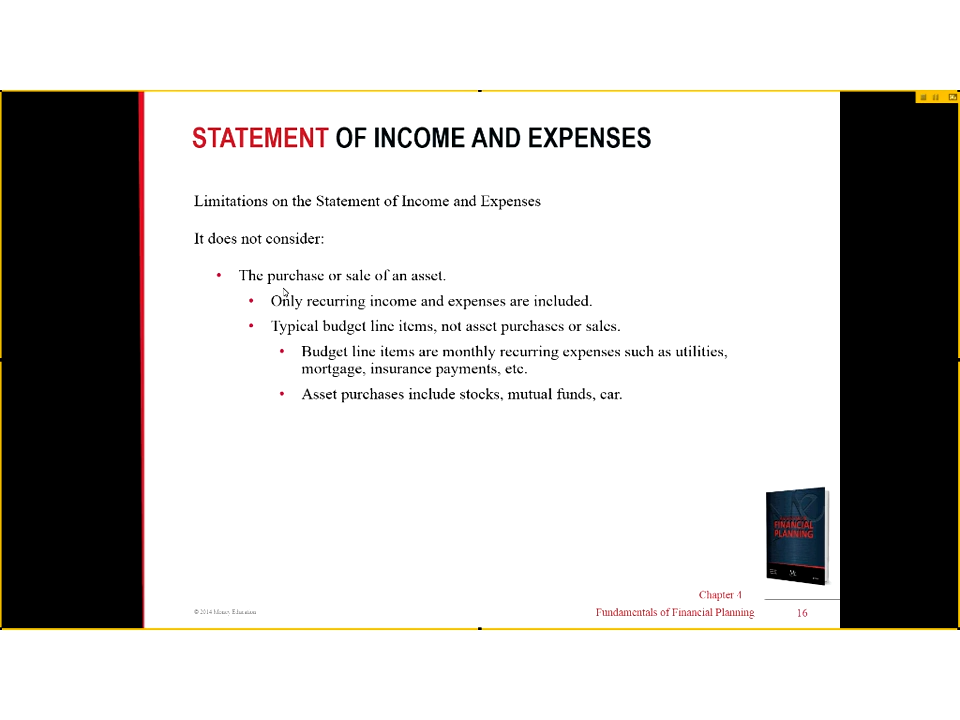 STATEMENT OF INCOME AND EXPENSES
Limitations on the Statement of Income and Expenses
It does not consider:
• The purchase or sale of an asset.
• Only recurring income and expenses are included.
• Typical budget line items, not asset purchases or sales.
• Budget line items are monthly recurring expenses such as utilities,
mortgage, insurance payments, etc.
• Asset purchases include stocks, mutual funds, car.
FINANCIAL
PLANNING
Chapter 4
© 2014 Money Education
Fundamentals of Financial Planning
16